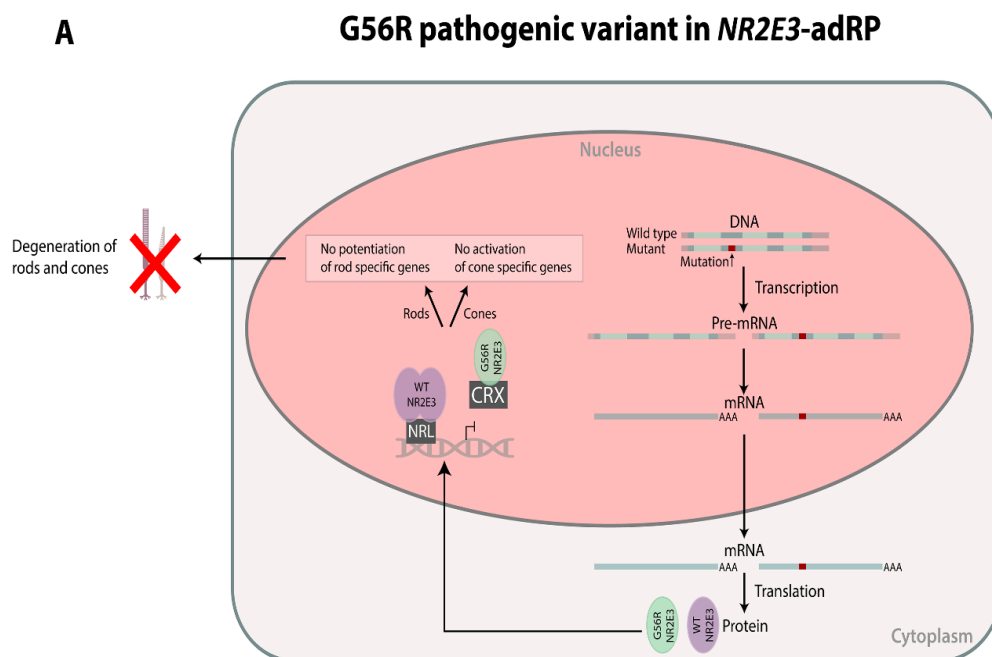 A
G56R pathogenic variant in NR2E3-adRP
Nucleus
DNA
Wild type
Mutant
Mutation
Transcription
No potentiation
of rod specific genes
No activation
of cone specific genes
Degeneration of
rods and cones
Rods
Cones
Pre-mRNA
G56R
NR2E3
CRX
WT
NR2E3
NRL
mRNA
AAA
AAA
mRNA
AAA
AAA
Translation
G56R
NR2E3
WT
NR2E3
Protein
Cytoplasm